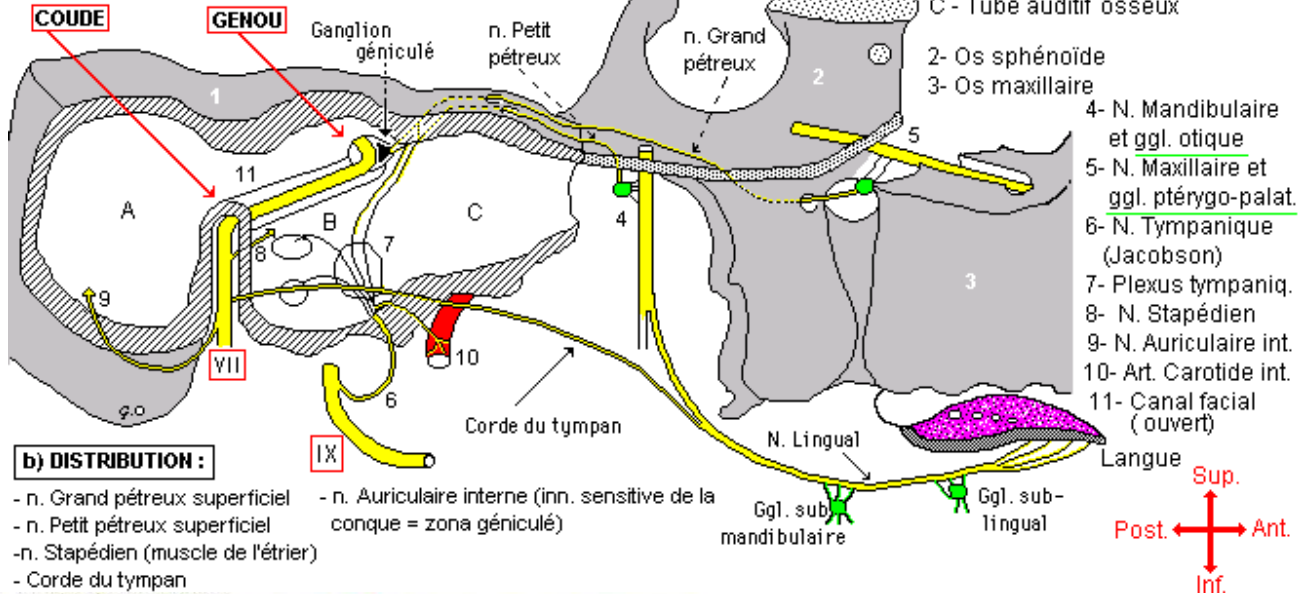 COUDE
GENOU
Ganglion
géniculé
n. Petit
pétreux
n. Grand
pétreux
C - Tube auditif osseux
2- Os sphénoïde
3- Os maxillaire
4- N. Mandibulaire
et ggl. otique
5- N. Maxillaire et
ggl. ptérygo-palat.
6- N. Tympanique
(Jacobson)
7- Plexus tympaniq.
8- N. Stapédien
9- N. Auriculaire int.
10- Art. Carotide int.
11- Canal facial
( ouvert)
1
2
3
4
5
6
7
8
9
10
11
A
B
C
VII
IX
g.o
Corde du tympan
N. Lingual
Langue
Ggl. sub
mandibulaire
Ggl. sub-
lingual
Sup.
Post.
Ant.
Inf.
b) DISTRIBUTION :
- n. Grand pétreux superficiel
- n. Petit pétreux superficiel
-n. Stapédien (muscle de l'étrier)
- Corde du tympan
- n. Auriculaire interne (inn. sensitive de la
conque = zona géniculé)